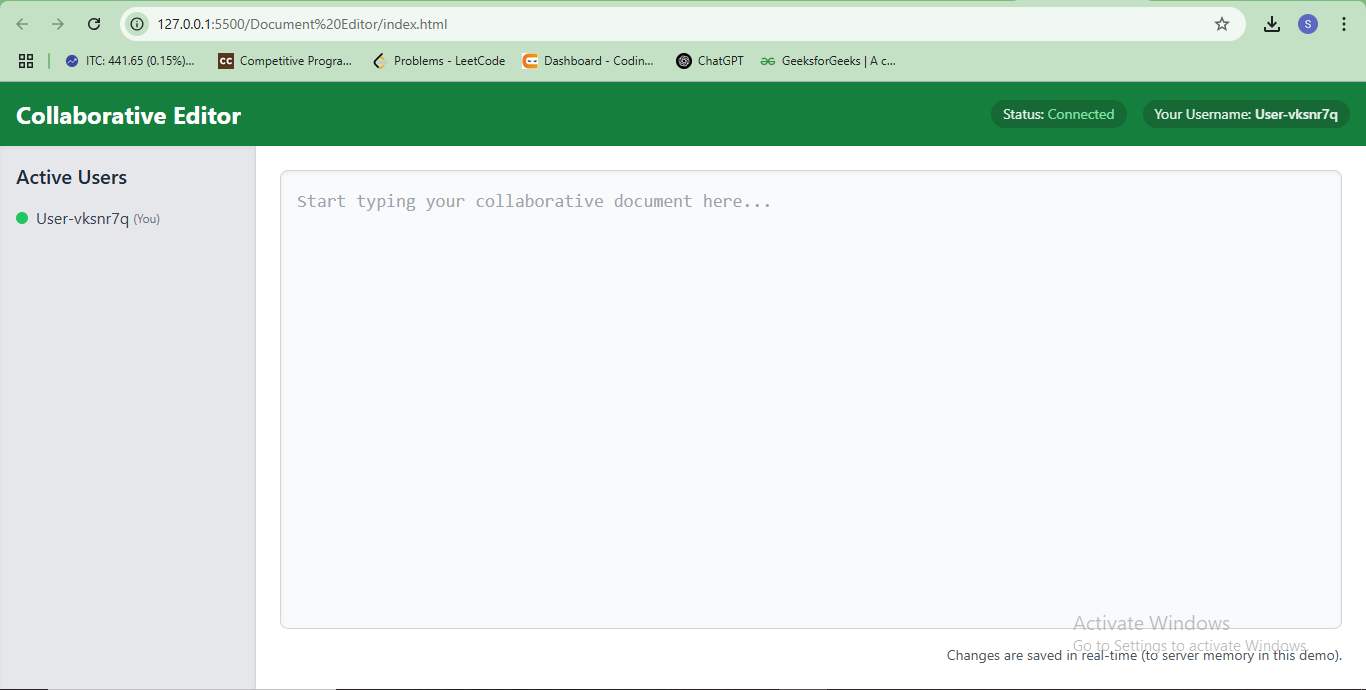 127.0.0.1:5500/Document%20Editor/index.html
S
ITC: 441.65 (0.15%)...
CC Competitive Progra...
Problems - LeetCode
Dashboard - Codin...
ChatGPT
GeeksforGeeks | A c...
Collaborative Editor
Status: Connected
Your Username: User-vksnr7q
Active Users
User-vksnr7q (You)
Start typing your collaborative document here...
Activate Windows
Go to Settings to activate Windows.
Changes are saved in real-time (to server memory in this demo).